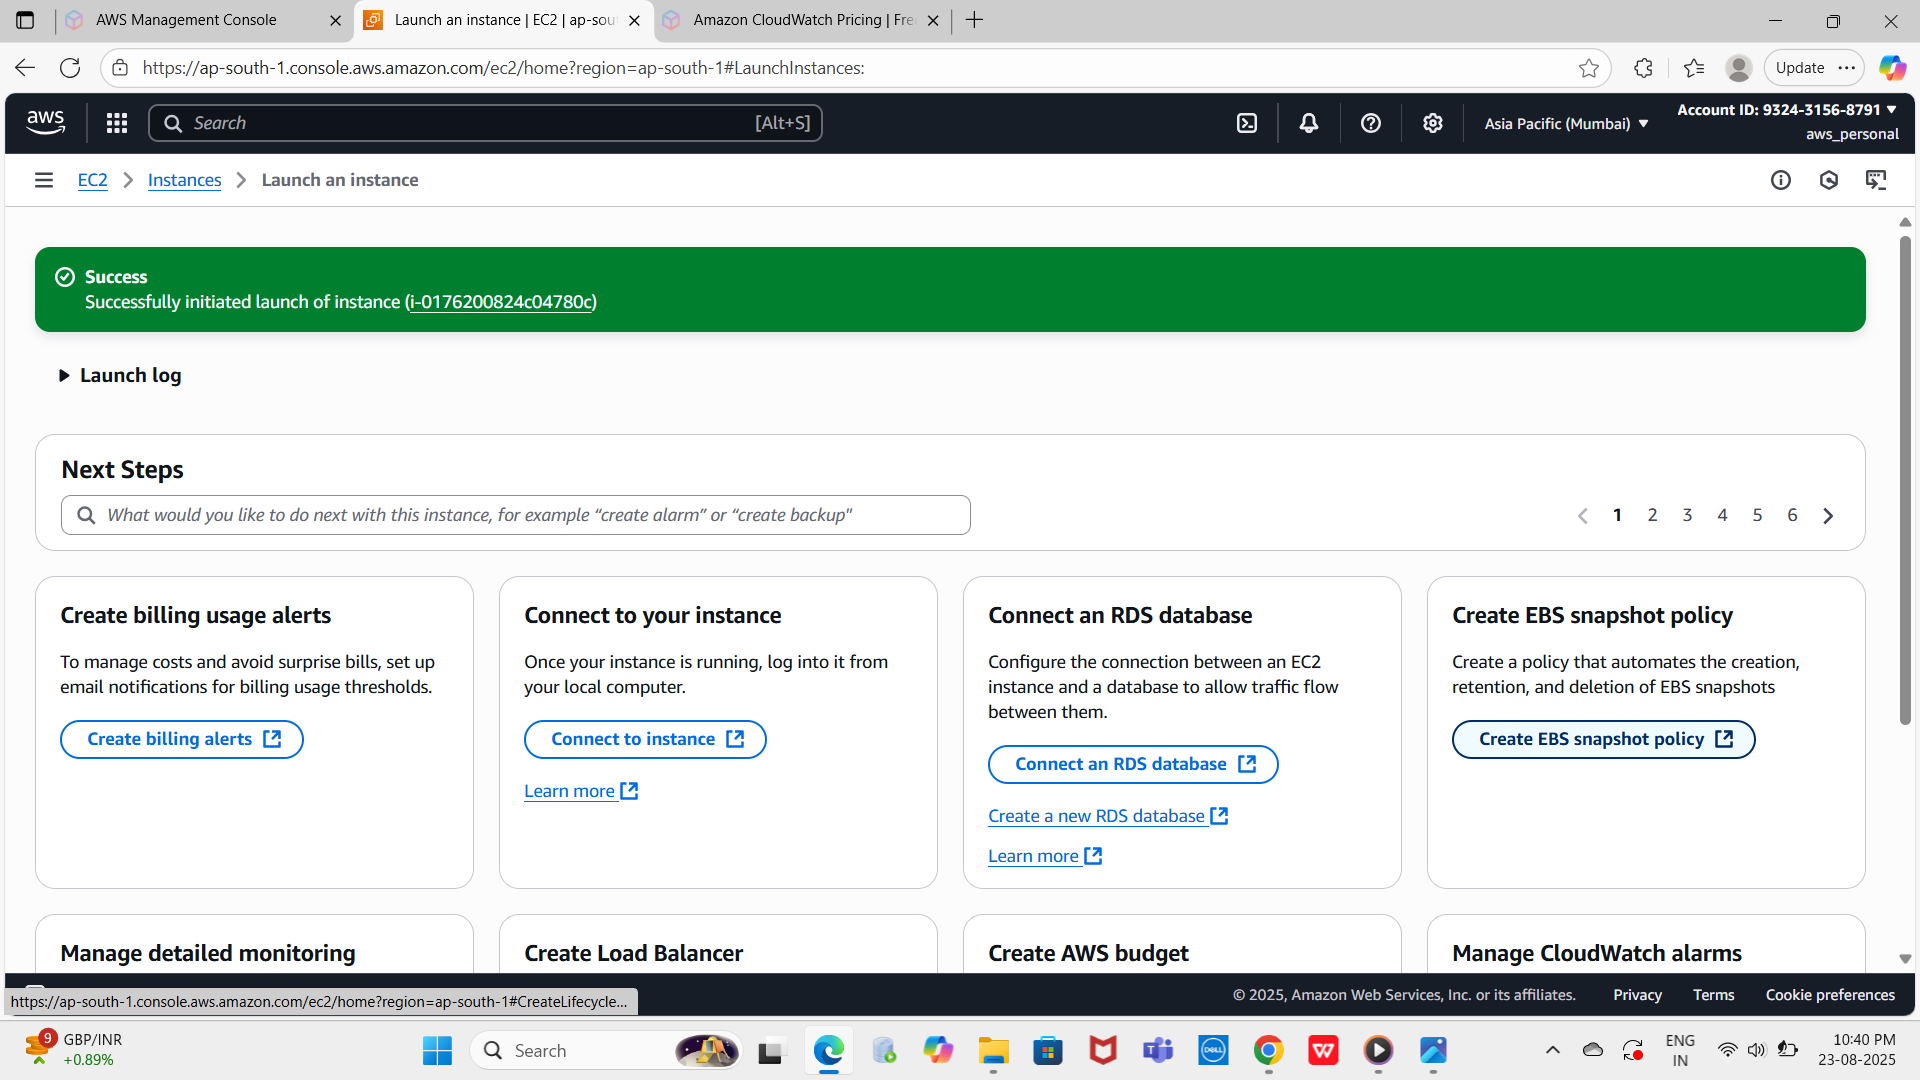 AWS Management Console
Launch an instance | EC2 | ap-sou
Amazon CloudWatch Pricing | Fre
https://ap-south-1.console.aws.amazon.com/ec2/home?region=ap-south-1#LaunchInstances:
Update
aws
Search
[Alt+S]
Asia Pacific (Mumbai)
Account ID: 9324-3156-8791
aws_personal
EC2
Instances
Launch an instance
Success
Successfully initiated launch of instance (i-0176200824c04780c)
Launch log
Next Steps
What would you like to do next with this instance, for example “create alarm” or “create backup"
1 2 3 4 5 6
Create billing usage alerts
To manage costs and avoid surprise bills, set up
email notifications for billing usage thresholds.
Create billing alerts
Connect to your instance
Once your instance is running, log into it from
your local computer.
Connect to instance
Learn more
Connect an RDS database
Configure the connection between an EC2
instance and a database to allow traffic flow
between them.
Connect an RDS database
Create a new RDS database
Learn more
Create EBS snapshot policy
Create a policy that automates the creation,
retention, and deletion of EBS snapshots
Create EBS snapshot policy
Manage detailed monitoring
Create Load Balancer
Create AWS budget
Manage CloudWatch alarms
https://ap-south-1.console.aws.amazon.com/ec2/home?region=ap-south-1#CreateLifecycle...
© 2025, Amazon Web Services, Inc. or its affiliates.
Privacy
Terms
Cookie preferences
9
GBP/INR
+0.89%
Search
DELL
W
ENG
IN
10:40 PM
23-08-2025